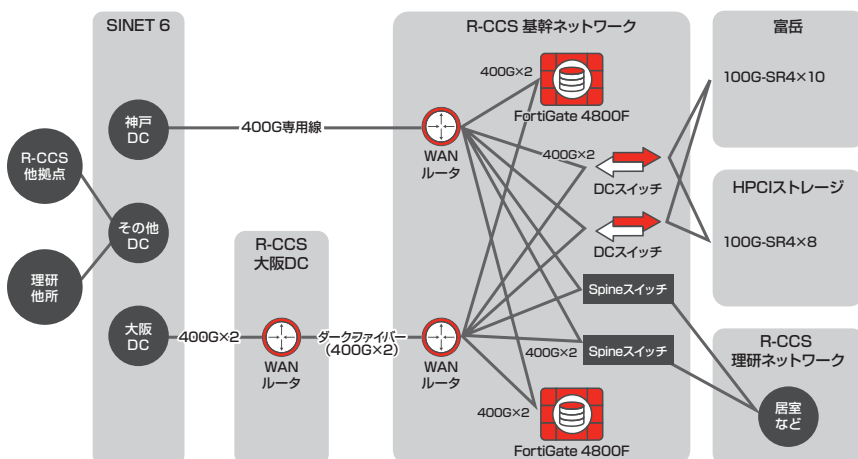 SINET 6
R-CCS 基幹ネットワーク
富岳
神戸
DC
400G専用線
WAN
ルータ
400G×2
FortiGate 4800F
100G-SR4×10
R-CCS
他拠点
その他
DC
理研
他所
400G×2
DCスイッチ
DCスイッチ
HPCIストレージ
100G-SR4×8
R-CCS
大阪DC
大阪
DC
400G×2
WAN
ルータ
ダークファイバー
(400G×2)
WAN
ルータ
Spineスイッチ
400G×2
Spineスイッチ
400G×2
FortiGate 4800F
R-CCS
理研ネットワーク
居室
など